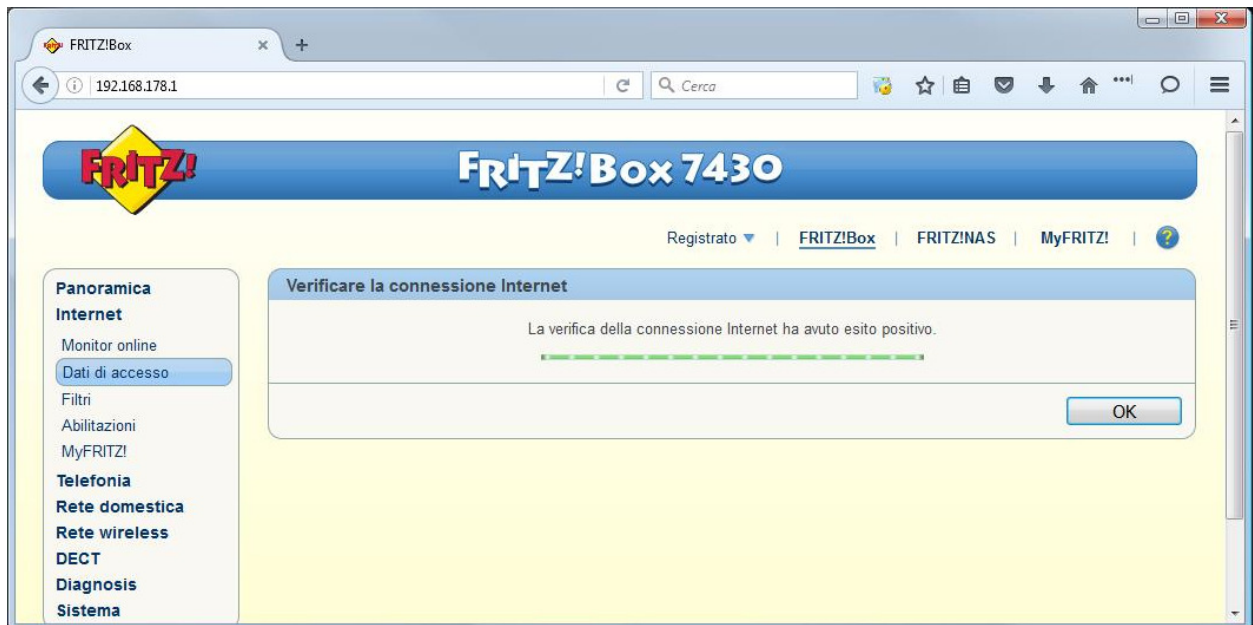 FRITZ!Box
192.168.178.1
Cerca
FRITZ!
FRITZ!Box 7430
Registrato | FRITZ!Box | FRITZ!NAS | MyFRITZ! | ?
Panoramica
Internet
Monitor online
Dati di accesso
Filtri
Abilitazioni
MyFRITZ!
Telefonia
Rete domestica
Rete wireless
DECT
Diagnosis
Sistema
Verificare la connessione Internet
La verifica della connessione Internet ha avuto esito positivo.
OK